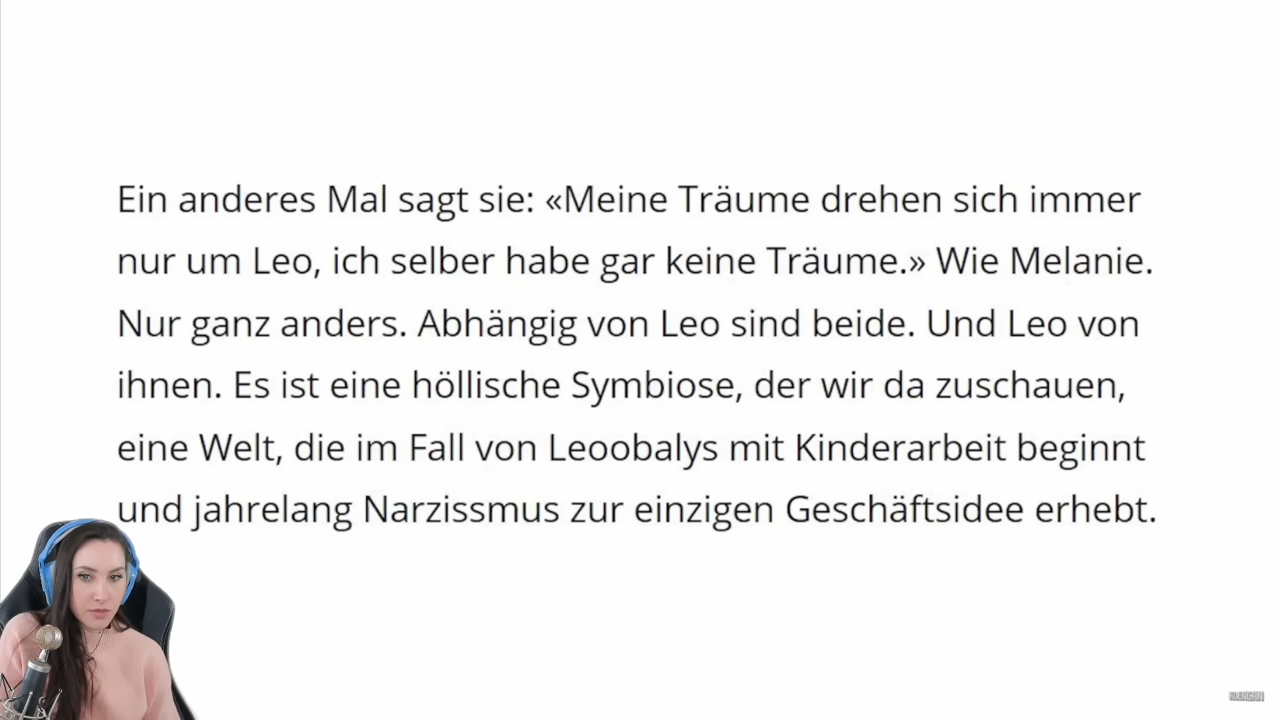 Ein anderes Mal sagt sie: «Meine Träume drehen sich immer
nur um Leo, ich selber habe gar keine Träume.» Wie Melanie.
Nur ganz anders. Abhängig von Leo sind beide. Und Leo von
ihnen. Es ist eine höllische Symbiose, der wir da zuschauen,
eine Welt, die im Fall von Leoobalys mit Kinderarbeit beginnt
und jahrelang Narzissmus zur einzigen Geschäftsidee erhebt.